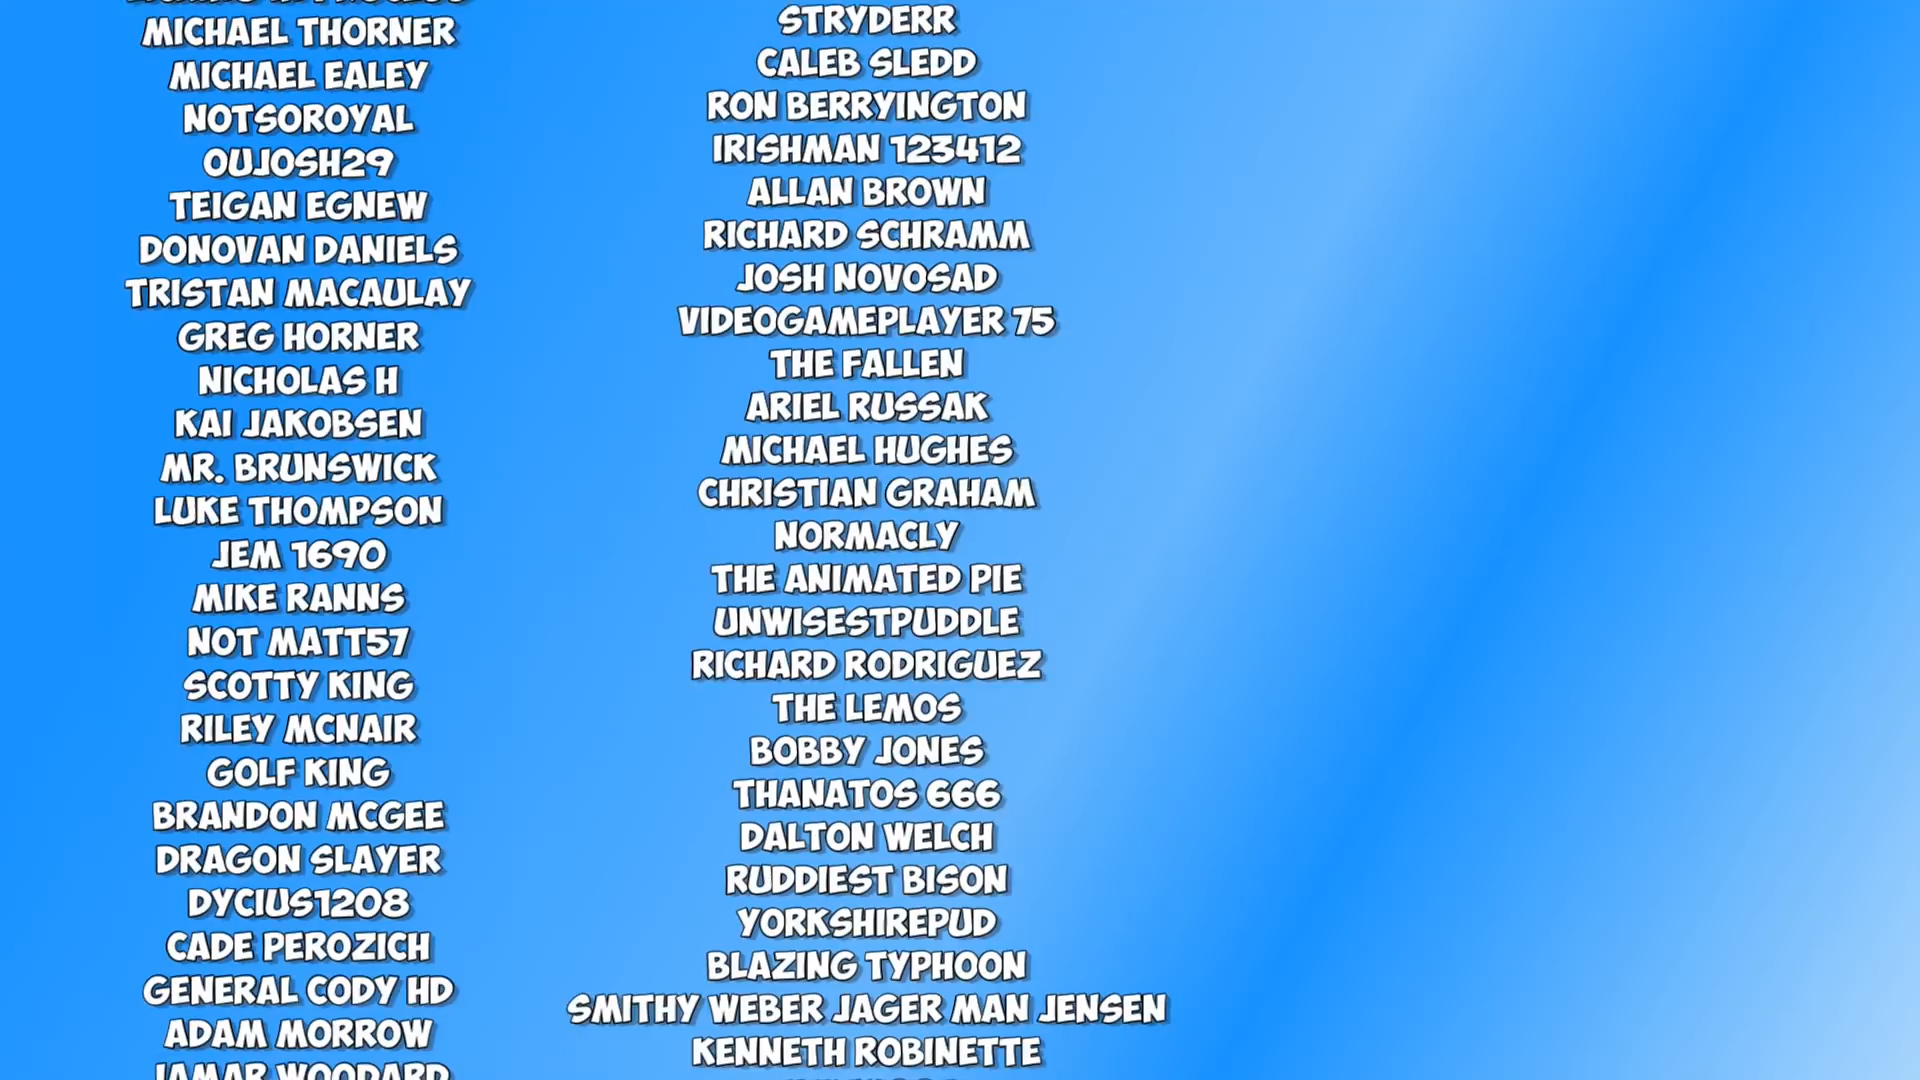 MICHAEL THORNER
MICHAEL EALEY
NOTSOROYAL
OUJOSH29
TEIGAN EGNEW
DONOVAN DANIELS
TRISTAN MACAULAY
GREG HORNER
NICHOLAS H
KAI JAKOBSEN
MR. BRUNSWICK
LUKE THOMPSON
JEM 1690
MIKE RANNS
NOT MATT57
SCOTTY KING
RILEY MCNAIR
GOLF KING
BRANDON MCGEE
DRAGON SLAYER
DYCIUS1208
CADE PEROZICH
GENERAL CODY HD
ADAM MORROW
JAMAR WOODARD
STRYDERR
CALEB SLEDD
RON BERRYINGTON
IRISHMAN 123412
ALLAN BROWN
RICHARD SCHRAMM
JOSH NOVOSAD
VIDEOGAMEPLAYER 75
THE FALLEN
ARIEL RUSSAK
MICHAEL HUGHES
CHRISTIAN GRAHAM
NORMACLY
THE ANIMATED PIE
UNWISESTPUDDLE
RICHARD RODRIGUEZ
THE LEMOS
BOBBY JONES
THANATOS 666
DALTON WELCH
RUDDIEST BISON
YORKSHIREPUD
BLAZING TYPHOON
SMITHY WEBER JAGER MAN JENSEN
KENNETH ROBINETTE